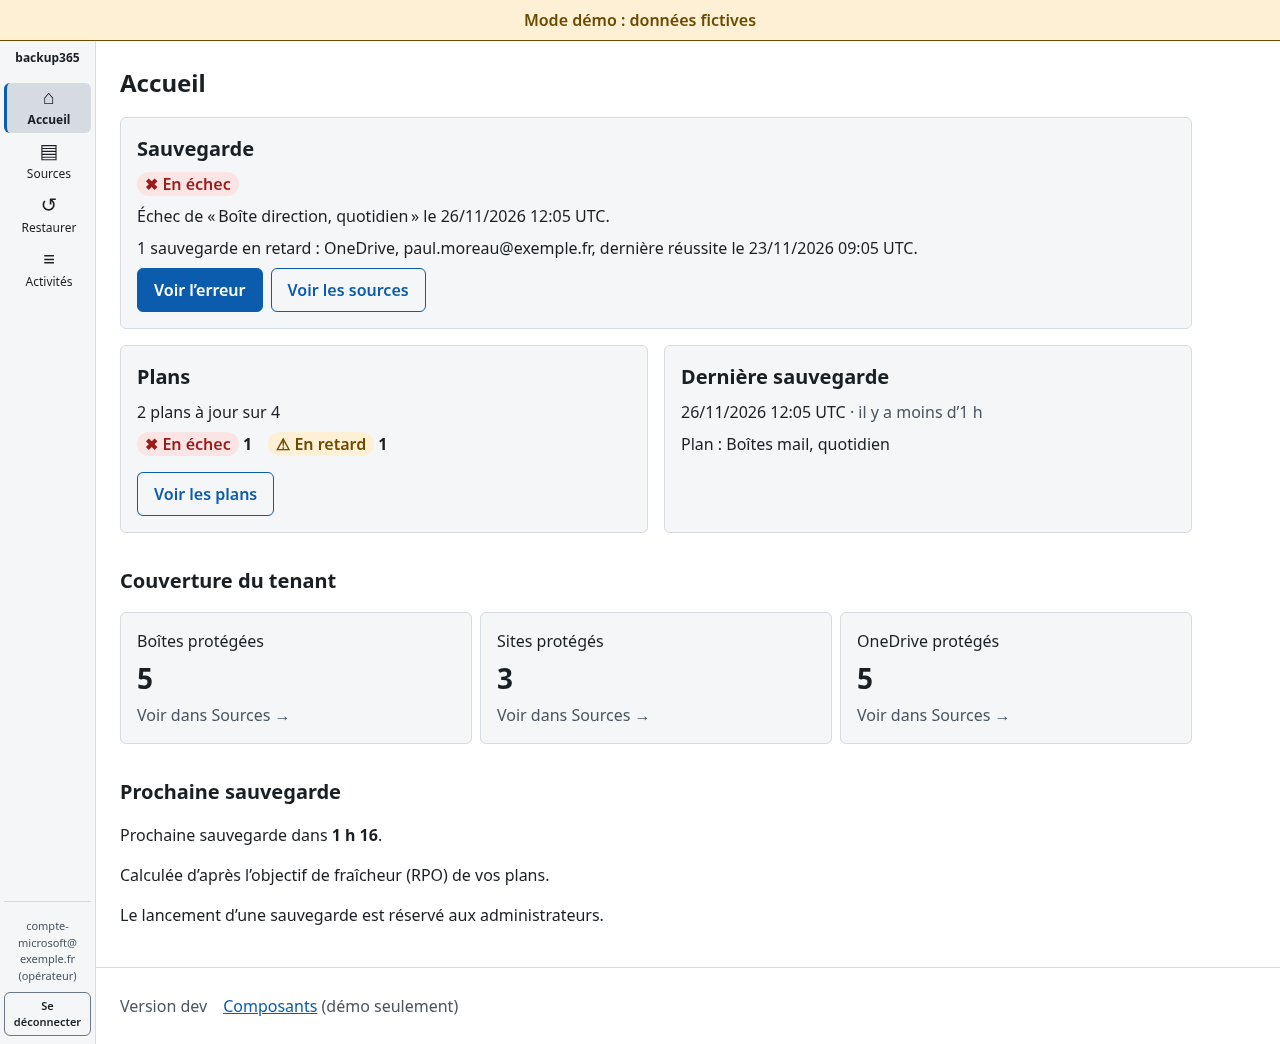 Mode démo : données fictives
backup365
Accueil
Sources
Restaurer
Activités
compte-
microsoft@
exemple.fr
(opérateur)
Se
déconnecter
Accueil
Sauvegarde
✖ En échec
Échec de « Boîte direction, quotidien » le 26/11/2026 12:05 UTC.
1 sauvegarde en retard : OneDrive, paul.moreau@exemple.fr, dernière réussite le 23/11/2026 09:05 UTC.
Voir l’erreur
Voir les sources
Plans
2 plans à jour sur 4
✖ En échec 1 ⚠ En retard 1
Voir les plans
Dernière sauvegarde
26/11/2026 12:05 UTC · il y a moins d’1 h
Plan : Boîtes mail, quotidien
Couverture du tenant
Boîtes protégées
5
Voir dans Sources →
Sites protégés
3
Voir dans Sources →
OneDrive protégés
5
Voir dans Sources →
Prochaine sauvegarde
Prochaine sauvegarde dans 1 h 16.
Calculée d’après l’objectif de fraîcheur (RPO) de vos plans.
Le lancement d’une sauvegarde est réservé aux administrateurs.
Version dev Composants (démo seulement)